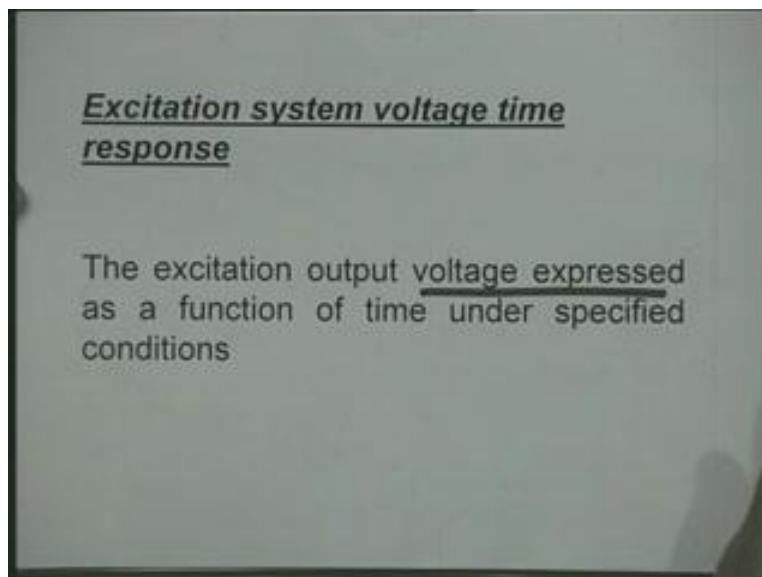 Excitation system voltage time
response
The excitation output voltage expressed
as a function of time under specified
conditions